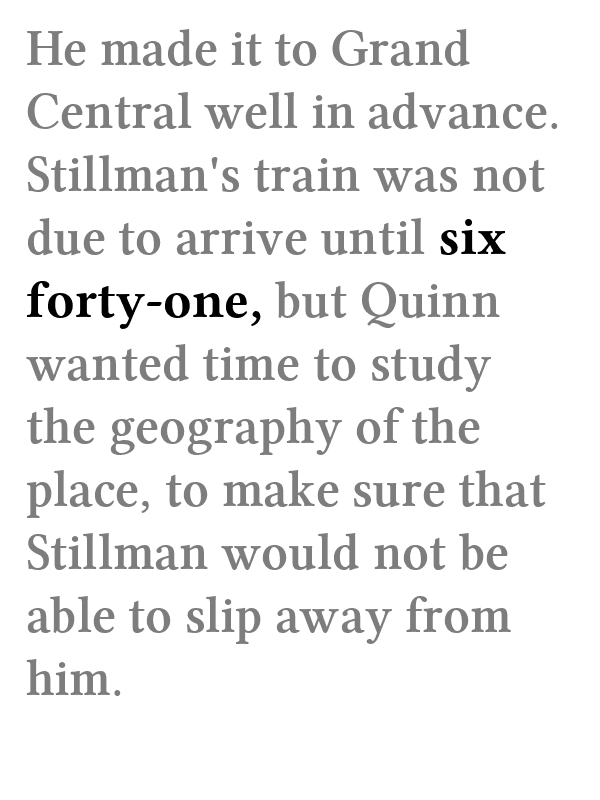 He made it to Grand
Central well in advance.
Stillman's train was not
due to arrive until six
forty-one, but Quinn
wanted time to study
the geography of the
place, to make sure that
Stillman would not be
able to slip away from
him.